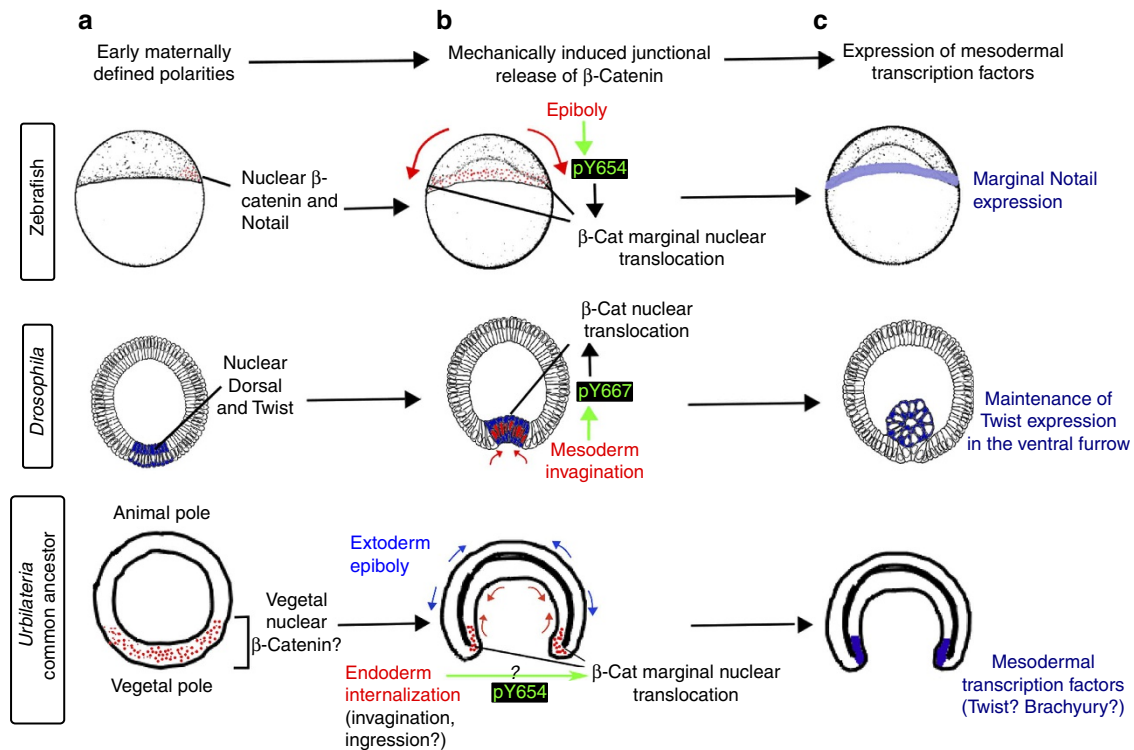 a
b
c
Early maternally
defined polarities
Mechanically induced junctional
release of β-Catenin
Expression of mesodermal
transcription factors
Zebrafish
Nuclear β-
catenin and
Notail
Epiboly
pY654
β-Cat marginal nuclear
translocation
Marginal Notail
expression
Drosophila
Nuclear
Dorsal
and Twist
β-Cat nuclear
translocation
pY667
Mesoderm
invagination
Maintenance of
Twist expression
in the ventral furrow
Urbilateria
common ancestor
Animal pole
Vegetal pole
Vegetal
nuclear
β-Catenin?
Extoderm
epiboly
Endoderm
internalization
(invagination,
ingression?)
?
pY654
β-Cat marginal nuclear
translocation
Mesodermal
transcription factors
(Twist? Brachyury?)